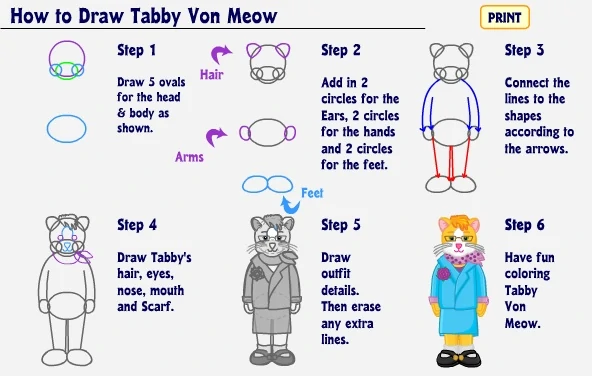 How to Draw Tabby Von Meow
PRINT
Step 1
Draw 5 ovals
for the head
& body as
shown.
Hair
Arms
Feet
Step 2
Add in 2
circles for the
Ears, 2 circles
for the hands
and 2 circles
for the feet.
Step 3
Connect the
lines to the
shapes
according to
the arrows.
Step 4
Draw Tabby's
hair, eyes,
nose, mouth
and Scarf.
Step 5
Draw
outfit
details.
Then erase
any extra
lines.
Step 6
Have fun
coloring
Tabby
Von
Meow.